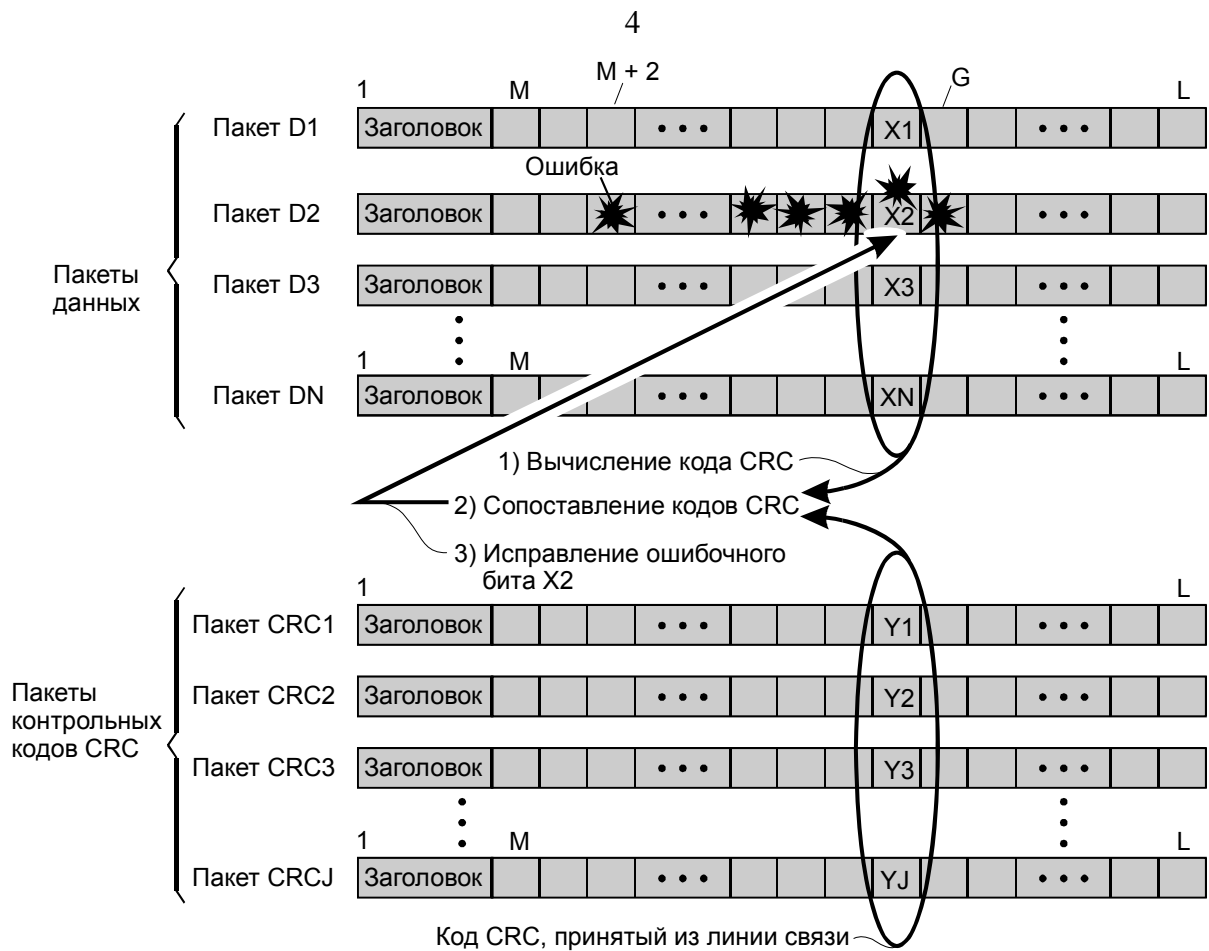 4
M + 2
1 M G L
Пакет D1 Заголовок • • • X1 • • •
Ошибка
Пакет D2 Заголовок • • • X2 • • •
Пакеты
данных
Пакет D3 Заголовок • • • X3 • • •
1 M L
Пакет DN Заголовок • • • XN • • •
1) Вычисление кода CRC
2) Сопоставление кодов CRC
3) Исправление ошибочного
бита X2
1 L
Пакет CRC1 Заголовок • • • Y1 • • •
Пакеты
контрольных
кодов CRC
Пакет CRC2 Заголовок • • • Y2 • • •
Пакет CRC3 Заголовок • • • Y3 • • •
1 M L
Пакет CRCJ Заголовок • • • YJ • • •
Код CRC, принятый из линии связи